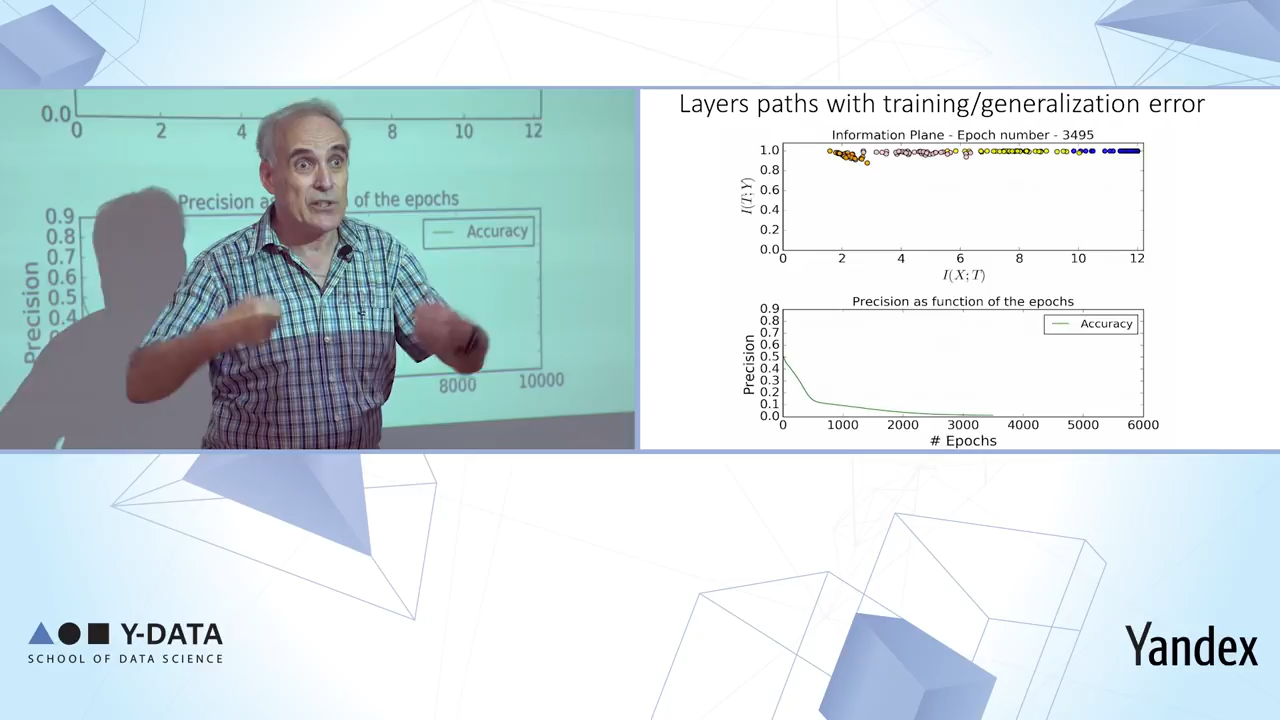 0.0
0 2 4 8 10 12
Precision as of the epochs
0.9
0.8
0.7
0.6
0.5
0.4
Precision
Accuracy
8000 10000
Layers paths with training/generalization error
Information Plane - Epoch number - 3495
1.0
0.8
0.6
0.4
0.2
0.0
I(T;Y)
0 2 4 6 8 10 12
I(X;T)
Precision as function of the epochs
0.9
0.8
0.7
0.6
0.5
0.4
0.3
0.2
0.1
0.0
Precision
Accuracy
0 1000 2000 3000 4000 5000 6000
# Epochs
Y-DATA
SCHOOL OF DATA SCIENCE
Yandex